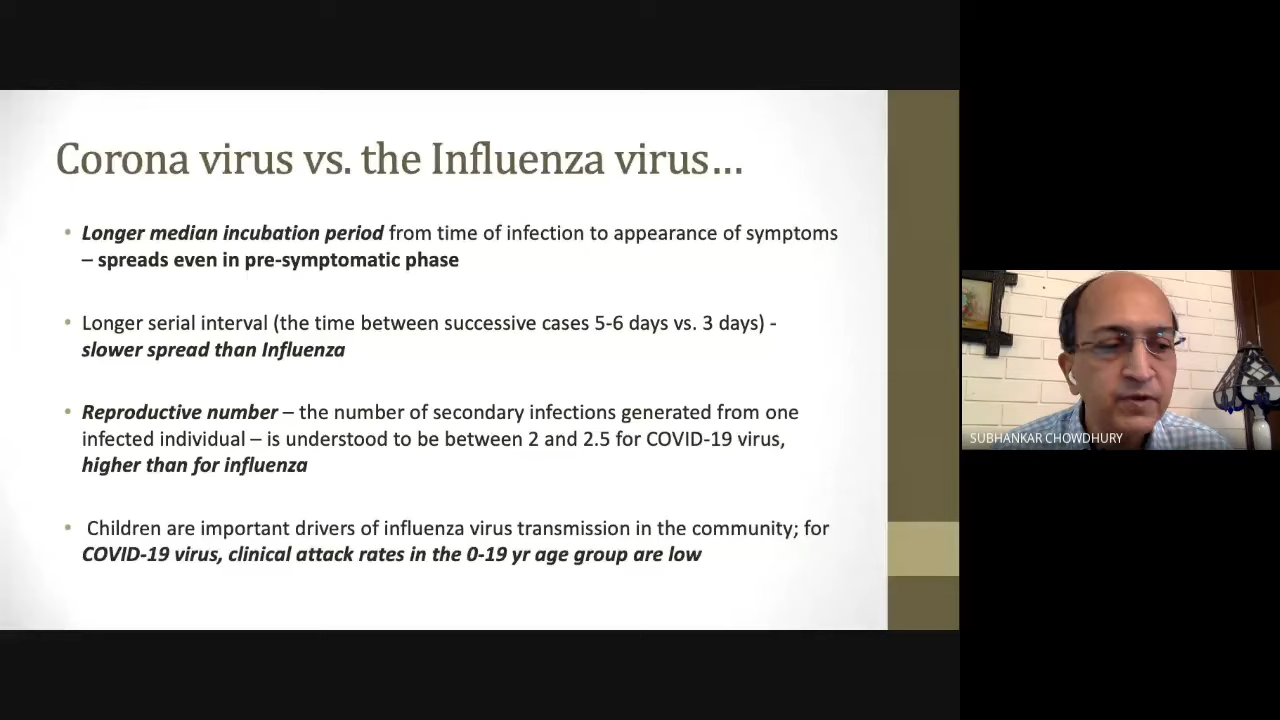 Corona virus vs. the Influenza virus…
• Longer median incubation period from time of infection to appearance of symptoms
– spreads even in pre-symptomatic phase
• Longer serial interval (the time between successive cases 5-6 days vs. 3 days) -
slower spread than Influenza
• Reproductive number – the number of secondary infections generated from one
infected individual – is understood to be between 2 and 2.5 for COVID-19 virus,
higher than for influenza
• Children are important drivers of influenza virus transmission in the community; for
COVID-19 virus, clinical attack rates in the 0-19 yr age group are low
SUBHANKAR CHOWDHURY